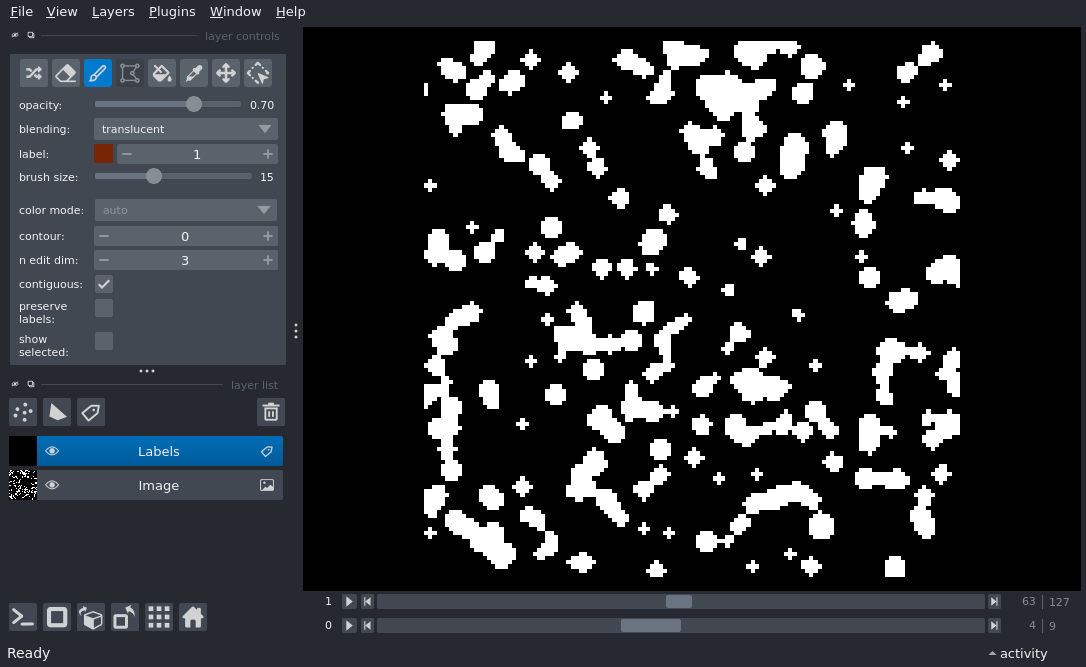 File View Layers Plugins Window Help
layer controls
opacity: 0.70
blending: translucent
label: 1
brush size: 15
color mode: auto
contour: 0
n edit dim: 3
contiguous:
preserve
labels:
show
selected:
layer list
Labels
Image
1 63 127
0 4 9
Ready activity